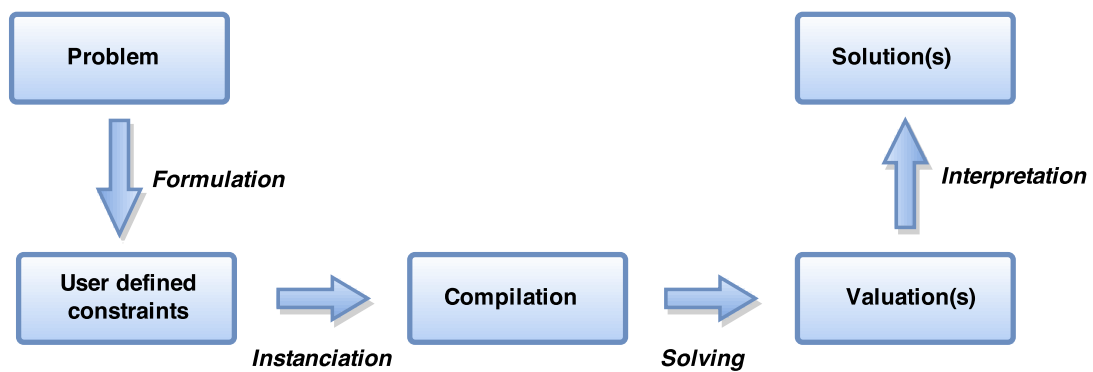 Problem
Solution(s)
Formulation
Interpretation
User defined
constraints
Compilation
Valuation(s)
Instanciation
Solving